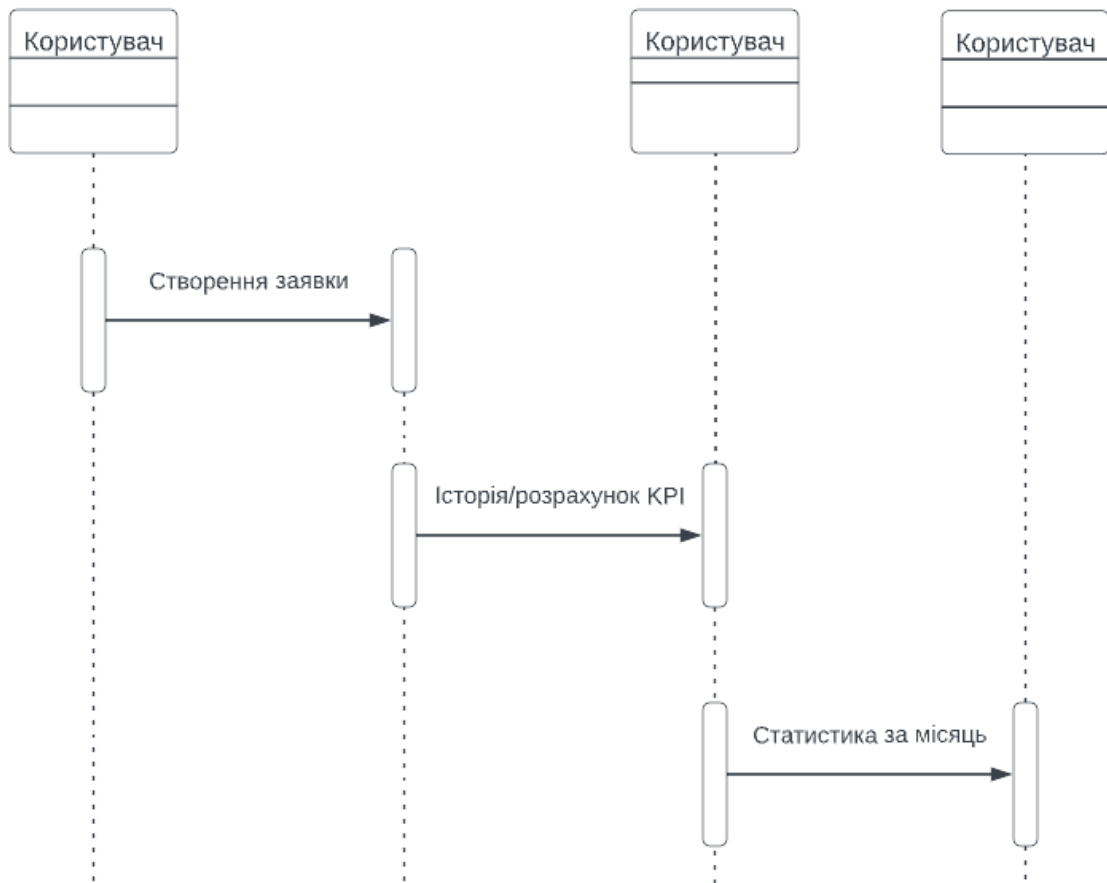 Користувач
Користувач
Користувач
Створення заявки
Історія/розрахунок KPI
Статистика за місяць